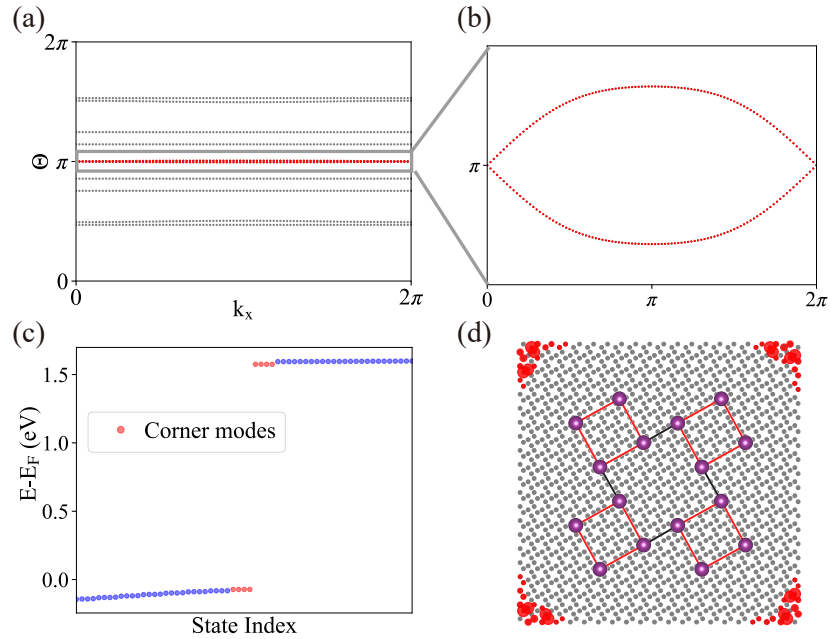 (a)
2π
Θ
π
0
0
k_x
2π
(b)
π
0
π
2π
(c)
E-E_F (eV)
1.5
1.0
0.5
0.0
Corner modes
State Index
(d)